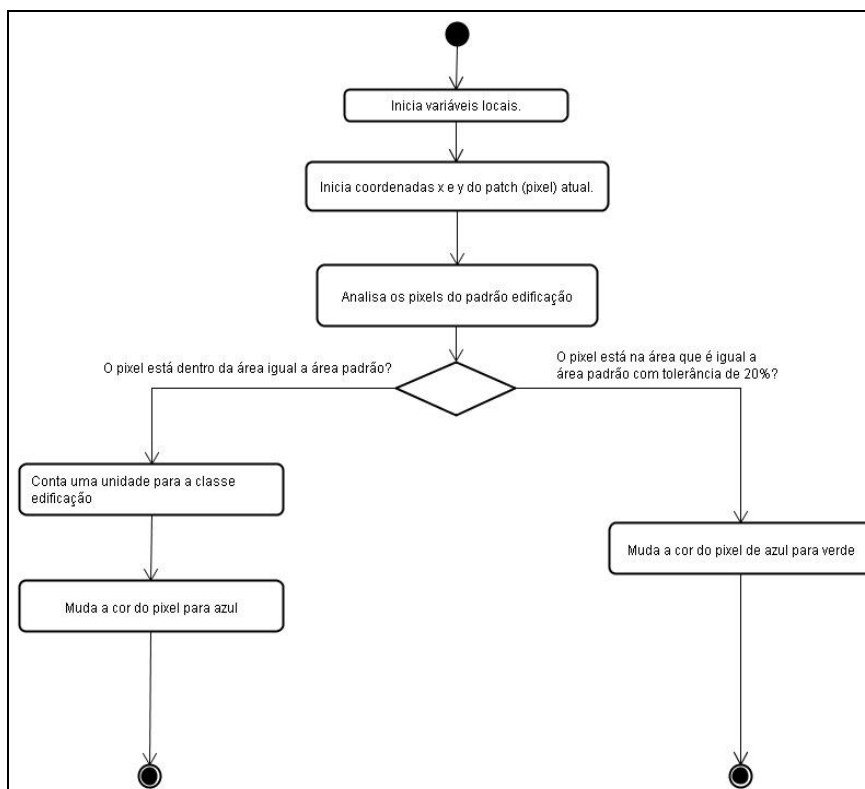 Inicia variáveis locais.
Inicia coordenadas x e y do patch (pixel) atual.
Analisa os pixels do padrão edificação
O pixel está dentro da área igual a área padrão?
O pixel está na área que é igual a
área padrão com tolerância de 20%?
Conta uma unidade para a classe
edificação
Muda a cor do pixel de azul para verde
Muda a cor do pixel para azul